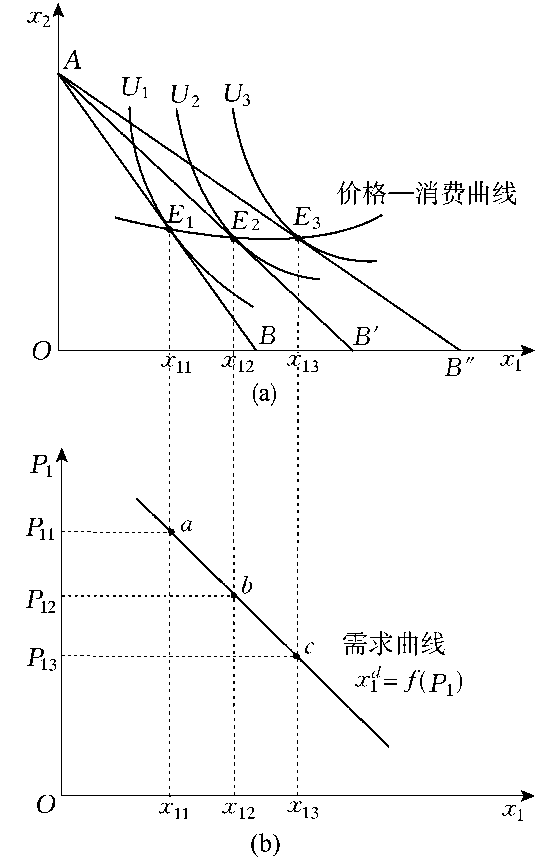 x₂
A
U₁ U₂ U₃
价格—消费曲线
E₁ E₂ E₃
O B B′ B″ x₁
x₁₁ x₁₂ x₁₃
(a)
P₁
P₁₁ a
P₁₂ b
P₁₃ c
需求曲线
x₁ᵈ = f(P₁)
O x₁₁ x₁₂ x₁₃ x₁
(b)